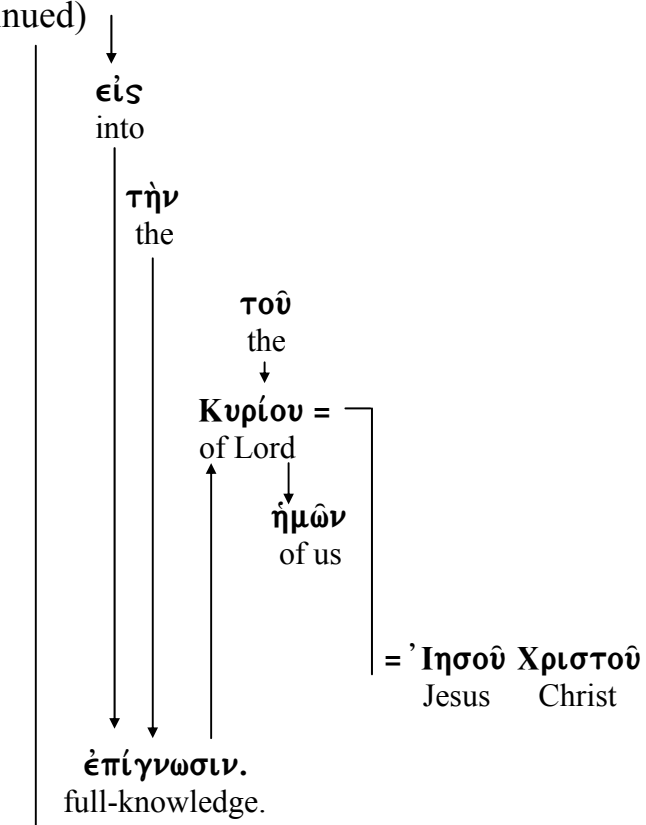 nued)
εἰς
into
τὴν
the
τοῦ
the
Κυρίου =
of Lord
ἡμῶν
of us
= Ἰησοῦ Χριστοῦ
Jesus Christ
ἐπίγνωσιν.
full-knowledge.